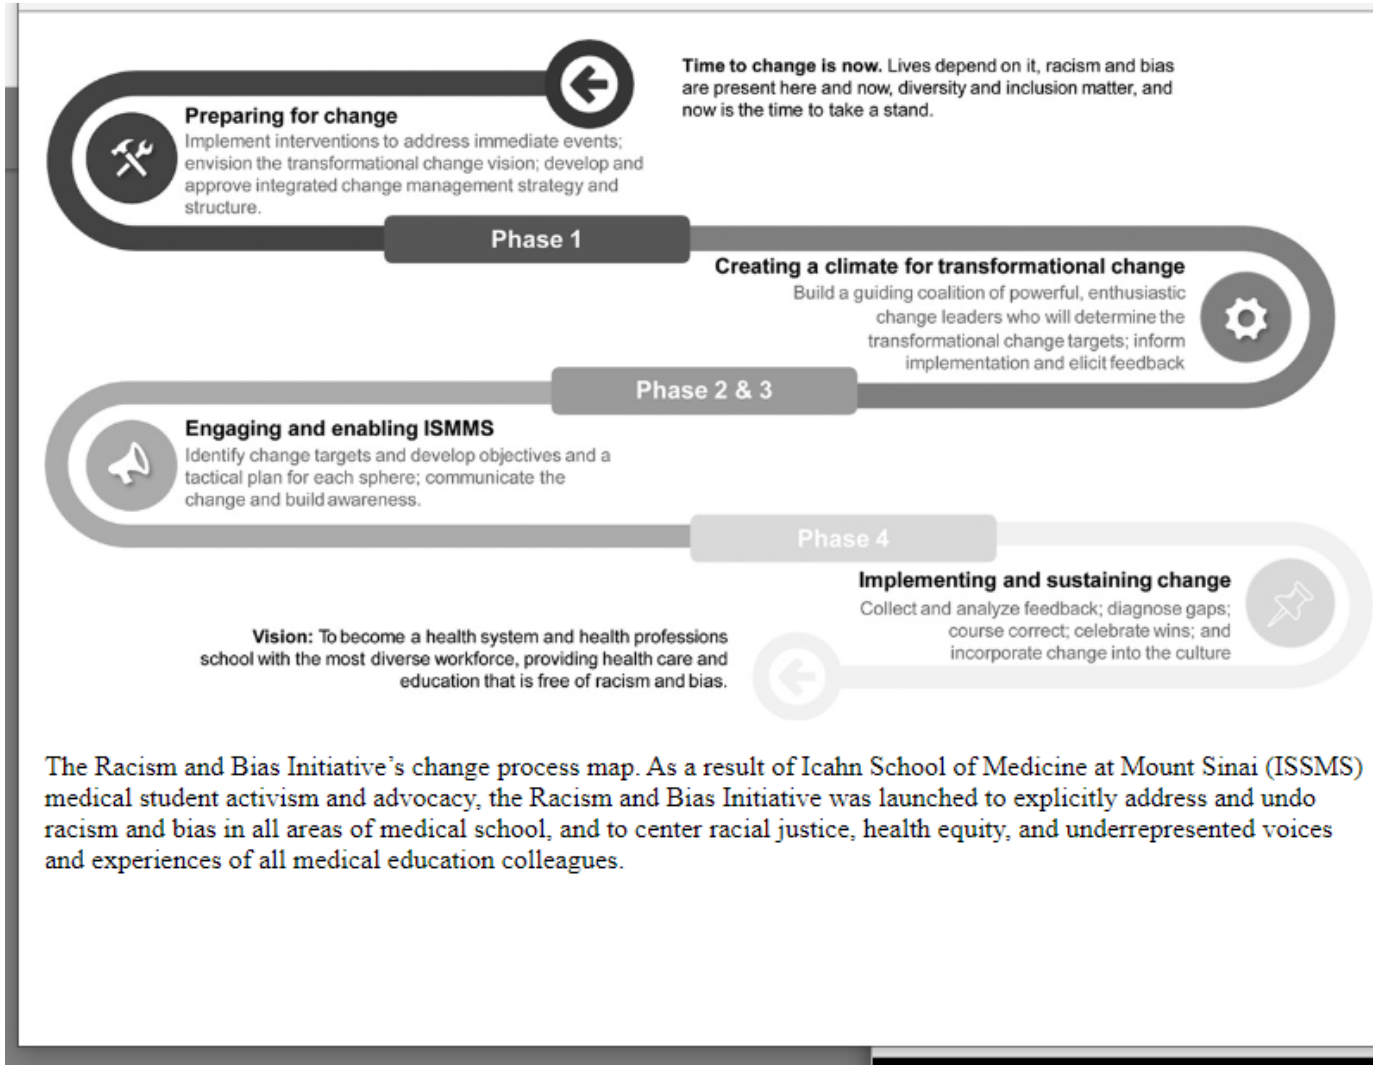 Time to change is now. Lives depend on it, racism and bias
are present here and now, diversity and inclusion matter, and
now is the time to take a stand.
Preparing for change
Implement interventions to address immediate events;
envision the transformational change vision; develop and
approve integrated change management strategy and
structure.
Phase 1
Creating a climate for transformational change
Build a guiding coalition of powerful, enthusiastic
change leaders who will determine the
transformational change targets; inform
implementation and elicit feedback
Phase 2 & 3
Engaging and enabling ISMMS
Identify change targets and develop objectives and a
tactical plan for each sphere; communicate the
change and build awareness.
Phase 4
Implementing and sustaining change
Collect and analyze feedback; diagnose gaps;
course correct; celebrate wins; and
incorporate change into the culture
Vision: To become a health system and health professions
school with the most diverse workforce, providing health care and
education that is free of racism and bias.
The Racism and Bias Initiative’s change process map. As a result of Icahn School of Medicine at Mount Sinai (ISSMS)
medical student activism and advocacy, the Racism and Bias Initiative was launched to explicitly address and undo
racism and bias in all areas of medical school, and to center racial justice, health equity, and underrepresented voices
and experiences of all medical education colleagues.